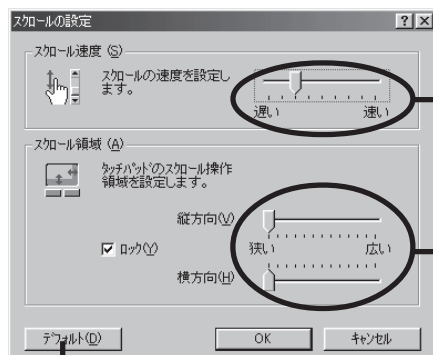 スクロールの設定
スクロール速度 (S)
スクロールの速度を設定し
ます。
遅い 速い
スクロール領域 (A)
タッチパッドのスクロール操作
領域を設定します。
縦方向(V)
ロック(Y)
狭い 広い
横方向(H)
デフォルト(D) OK キャンセル